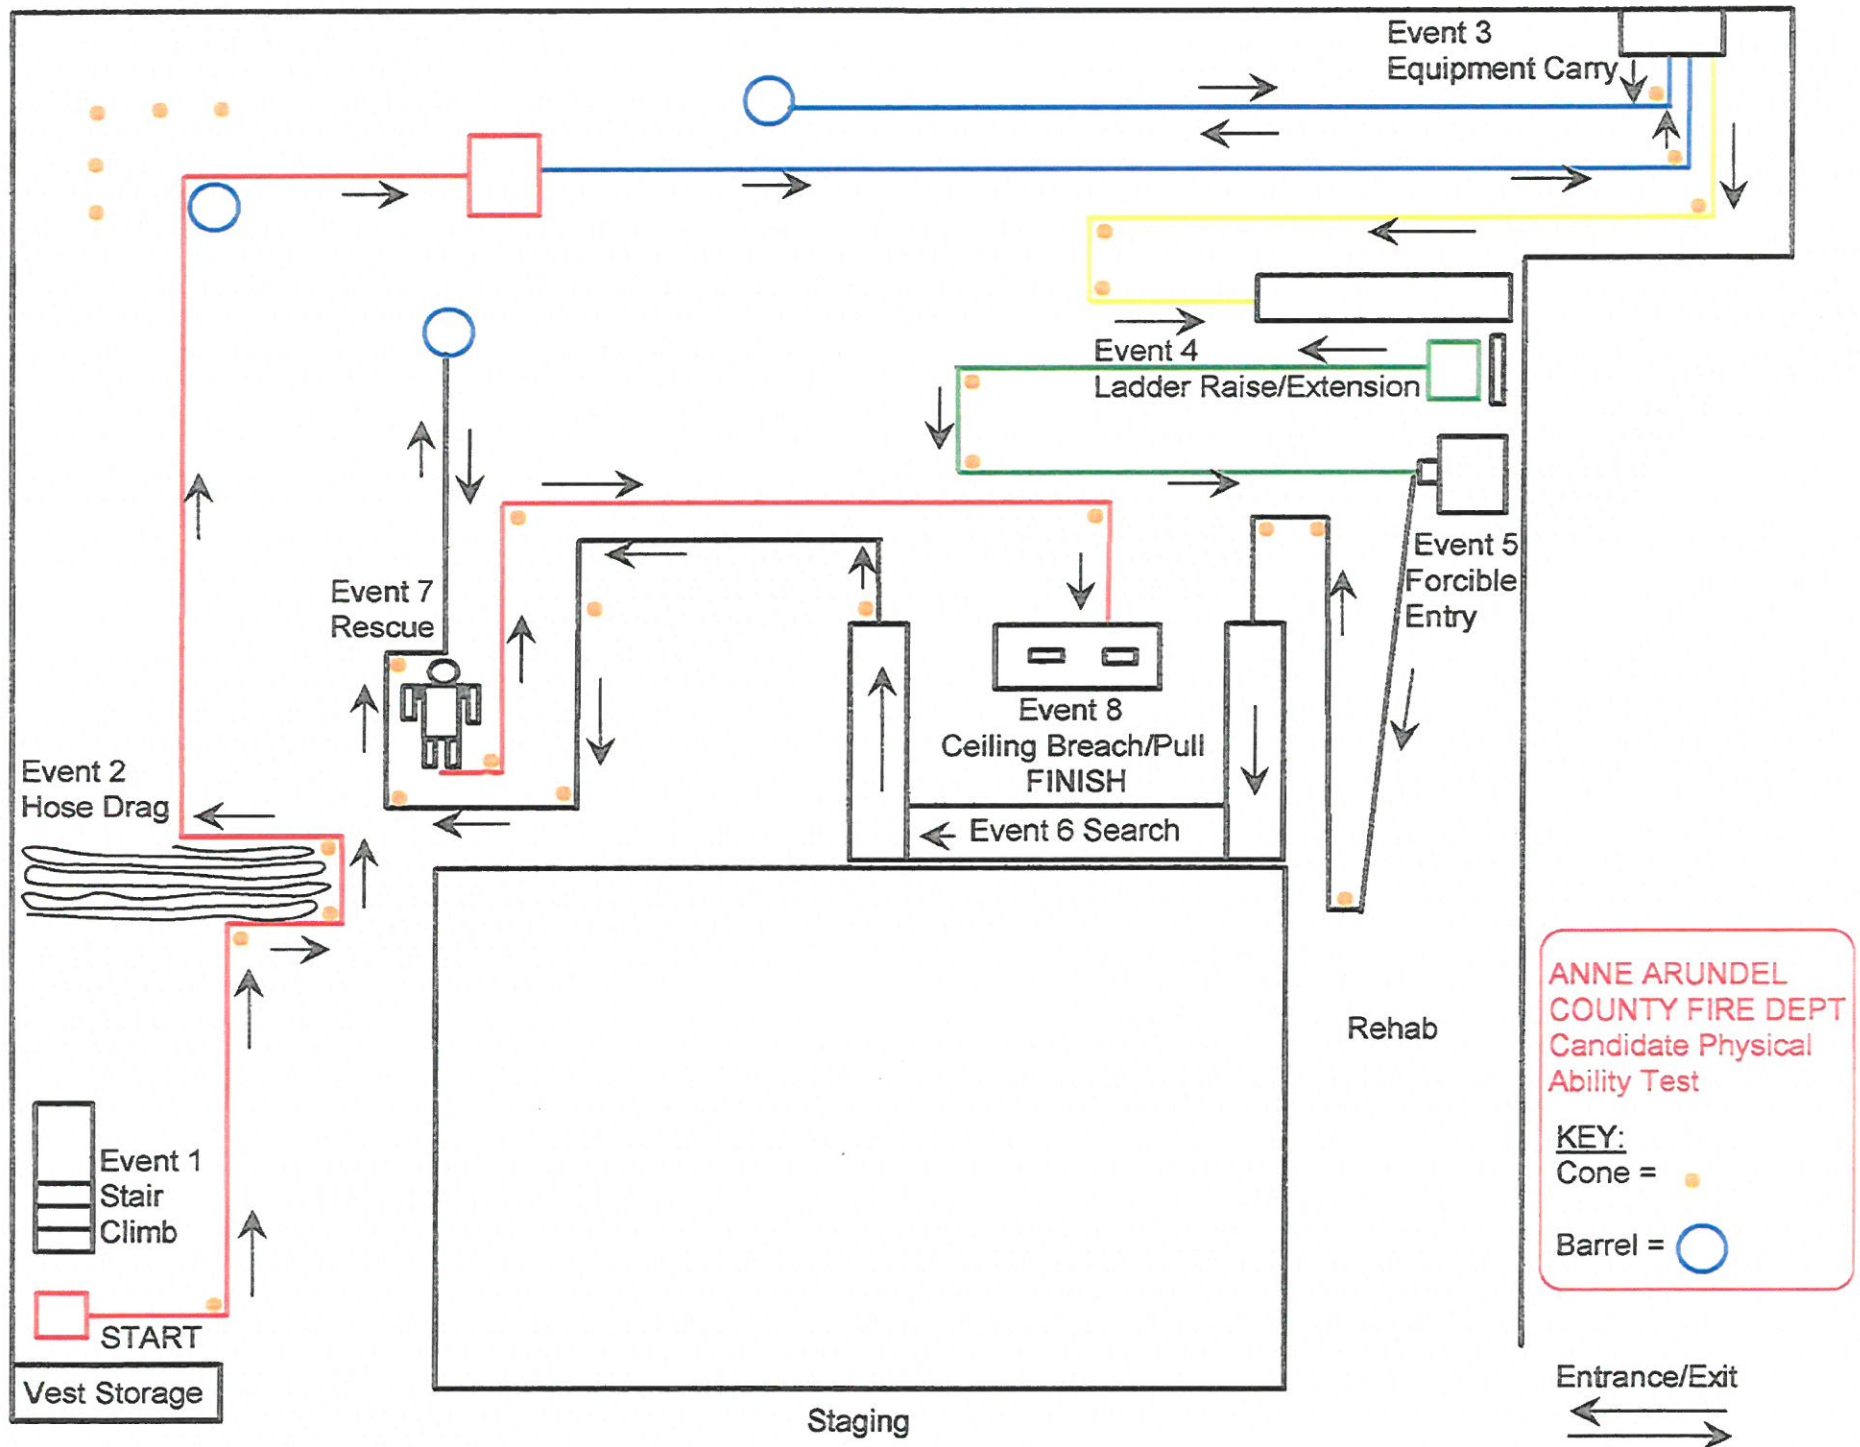 Event 3
Equipment Carry
Event 4
Ladder Raise/Extension
Event 5
Forcible
Entry
Event 7
Rescue
Event 8
Ceiling Breach/Pull
FINISH
Event 2
Hose Drag
Event 6 Search
ANNE ARUNDEL
COUNTY FIRE DEPT
Candidate Physical
Ability Test
KEY:
Cone =
Barrel =
Rehab
Event 1
Stair
Climb
START
Vest Storage
Staging
Entrance/Exit